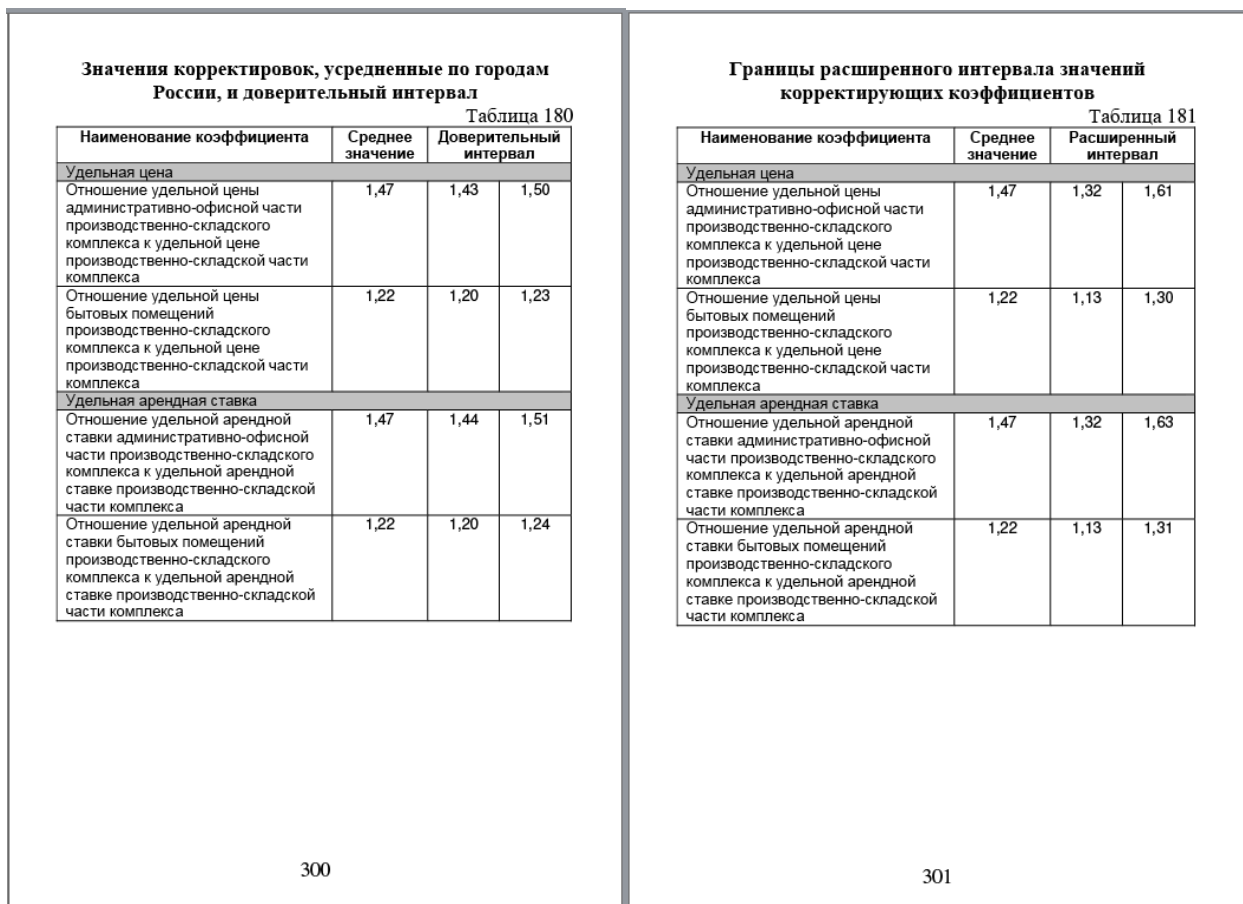 Значения корректировок, усредненные по городам
России, и доверительный интервал
Таблица 180
Наименование коэффициента Среднее значение Доверительный интервал
Удельная цена
Отношение удельной цены 1,47 1,43 1,50
административно-офисной части
производственно-складского
комплекса к удельной цене
производственно-складской части
комплекса
Отношение удельной цены 1,22 1,20 1,23
бытовых помещений
производственно-складского
комплекса к удельной цене
производственно-складской части
комплекса
Удельная арендная ставка
Отношение удельной арендной 1,47 1,44 1,51
ставки административно-офисной
части производственно-складского
комплекса к удельной арендной
ставке производственно-складской
части комплекса
Отношение удельной арендной 1,22 1,20 1,24
ставки бытовых помещений
производственно-складского
комплекса к удельной арендной
ставке производственно-складской
части комплекса
300
Границы расширенного интервала значений
корректирующих коэффициентов
Таблица 181
Наименование коэффициента Среднее значение Расширенный интервал
Удельная цена
Отношение удельной цены 1,47 1,32 1,61
административно-офисной части
производственно-складского
комплекса к удельной цене
производственно-складской части
комплекса
Отношение удельной цены 1,22 1,13 1,30
бытовых помещений
производственно-складского
комплекса к удельной цене
производственно-складской части
комплекса
Удельная арендная ставка
Отношение удельной арендной 1,47 1,32 1,63
ставки административно-офисной
части производственно-складского
комплекса к удельной арендной
ставке производственно-складской
части комплекса
Отношение удельной арендной 1,22 1,13 1,31
ставки бытовых помещений
производственно-складского
комплекса к удельной арендной
ставке производственно-складской
части комплекса
301